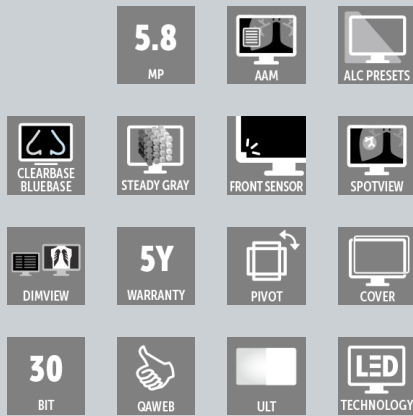 5.8
MP
AAM
ALC PRESETS
CLEARBASE
BLUEBASE
STEADY GRAY
FRONT SENSOR
SPOTVIEW
DIMVIEW
5Y
WARRANTY
PIVOT
COVER
30
BIT
QAWEB
ULT
LED
TECHNOLOGY